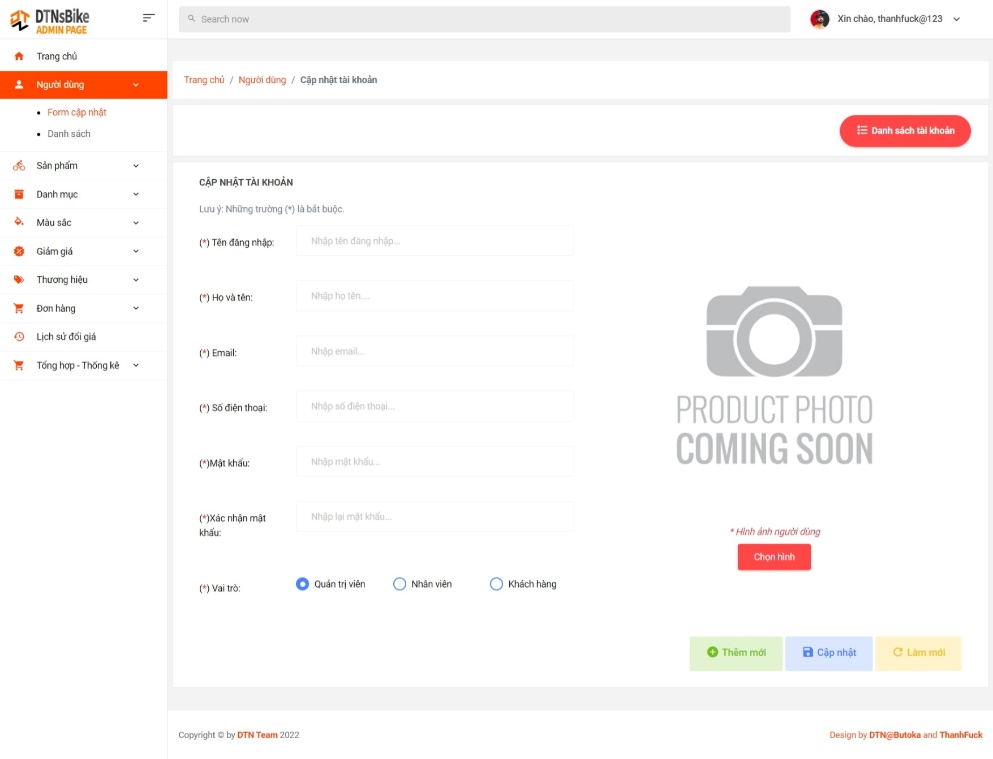 DTNsBike
ADMIN PAGE
Search now
Xin chào, thanhfuck@123
Trang chủ
Người dùng
Form cập nhật
Danh sách
Sản phẩm
Danh mục
Màu sắc
Giảm giá
Thương hiệu
Đơn hàng
Lịch sử đổi giá
Tổng hợp - Thống kê
Trang chủ / Người dùng / Cập nhật tài khoản
Danh sách tài khoản
CẬP NHẬT TÀI KHOẢN
Lưu ý: Những trường (*) là bắt buộc.
(*) Tên đăng nhập:
Nhập tên đăng nhập...
(*) Họ và tên:
Nhập họ tên....
(*) Email:
Nhập email...
(*) Số điện thoại:
Nhập số điện thoại...
(*)Mật khẩu:
Nhập mật khẩu...
(*)Xác nhận mật
khẩu:
Nhập lại mật khẩu...
(*) Vai trò:
Quản trị viên
Nhân viên
Khách hàng
PRODUCT PHOTO
COMING SOON
* Hình ảnh người dùng
Chọn hình
Thêm mới
Cập nhật
Làm mới
Copyright © by DTN Team 2022
Design by DTN@Butoka and ThanhFuck